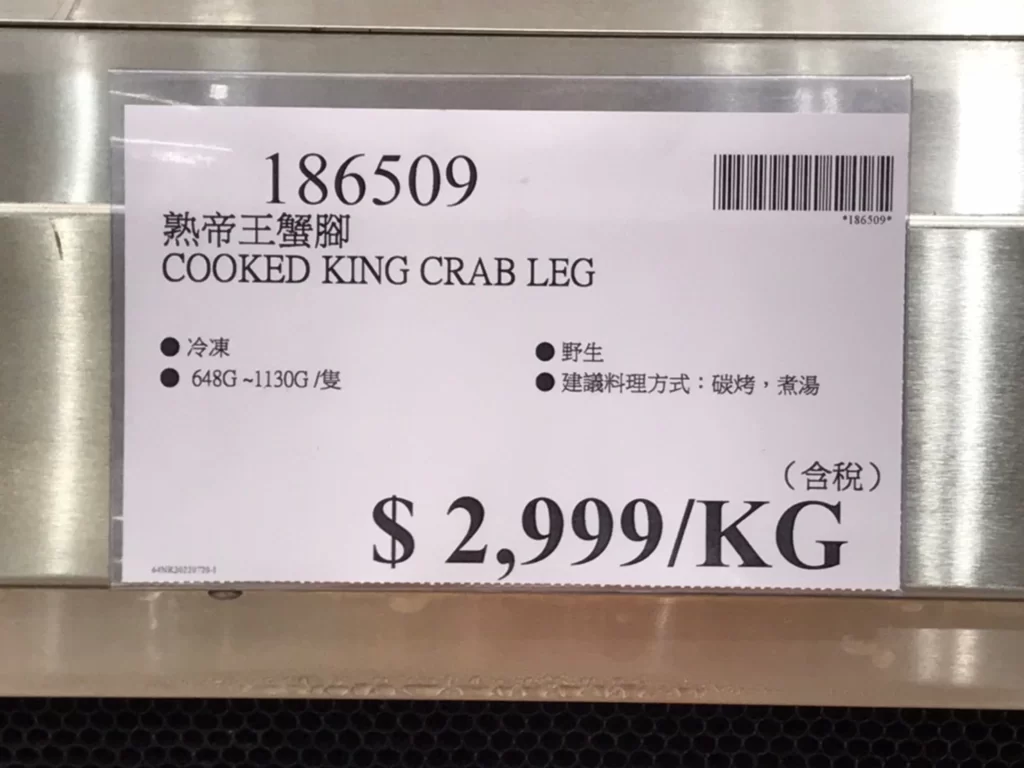 186509
*186509*
熟帝王蟹腳
COOKED KING CRAB LEG
● 冷凍
● 野生
● 648G ~1130G /隻
● 建議料理方式：碳烤，煮湯
（含稅）
$ 2,999/KG